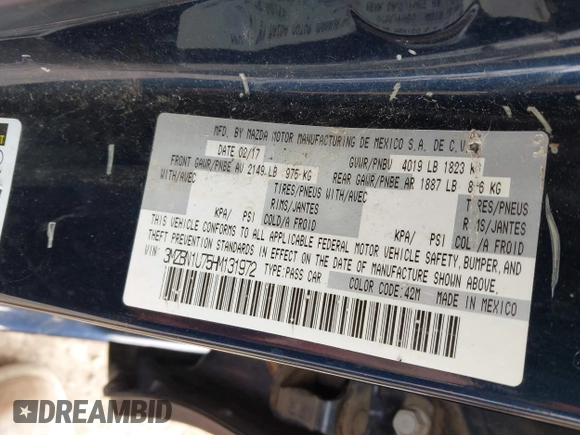 MFD. BY MAZDA MOTOR MANUFACTURING DE MEXICO S.A. DE C.V.
DATE 02/17 GVWR/PNBV 4019 LB 1823 KG
FRONT GAWR/PNBE AV 2149 LB 975 KG REAR GAWR/PNBE AR 1887 LB KG
WITH/AVEC TIRES/PNEUS WITH/AVEC TIRES/PNEUS
RIMS/JANTES RIMS/JANTES
KPA/ PSI COLD/A FROID KPA/ PSI COLD/A FROID
THIS VEHICLE CONFORMS TO ALL APPLICABLE FEDERAL MOTOR VEHICLE SAFETY, BUMPER, AND
THEFT PREVENTION STANDARDS IN EFFECT ON THE DATE OF MANUFACTURE SHOWN ABOVE.
VIN: 3MZBN1U75HM131972 TYPE:PASS CAR COLOR CODE:42M MADE IN MEXICO
DREAMBID